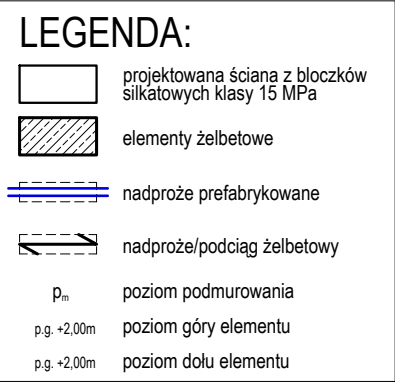 LEGENDA:
projektowana ściana z bloczków
silkatowych klasy 15 MPa
elementy żelbetowe
nadproże prefabrykowane
nadproże/podciąg żelbetowy
pm poziom podmurowania
p.g. +2,00m poziom góry elementu
p.g. +2,00m poziom dołu elementu